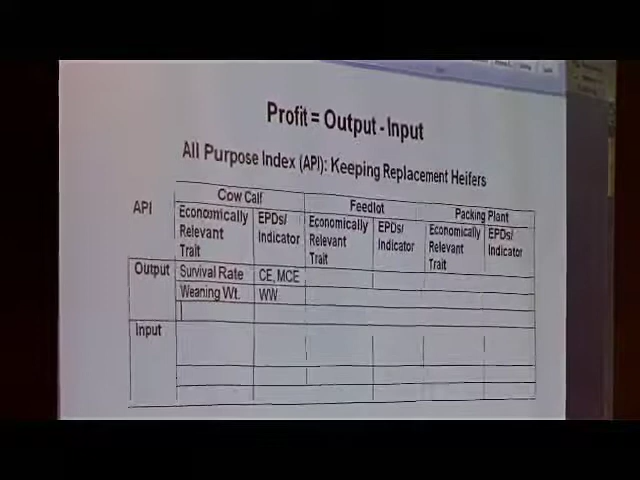 Profit = Output - Input
All Purpose Index (API): Keeping Replacement Heifers
API
Cow Calf
Feedlot
Packing Plant
Economically Relevant Trait
EPDs/ Indicator
Economically Relevant Trait
EPDs/ Indicator
Economically Relevant Trait
EPDs/ Indicator
Output
Survival Rate
CE, MCE
Weaning Wt.
WW
Input